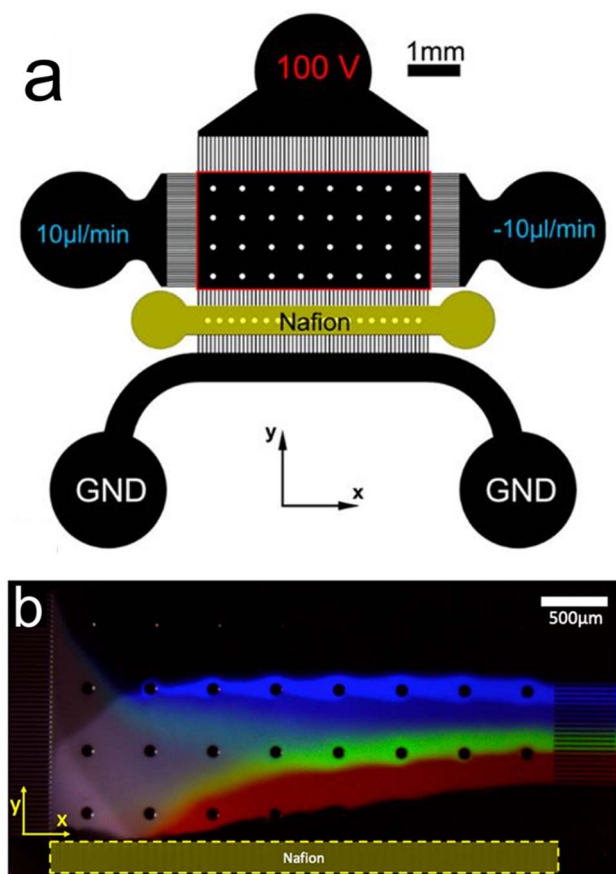 a
100 V
1mm
10µl/min
-10µl/min
Nafion
y
x
GND
GND
b
500µm
y
x
Nafion